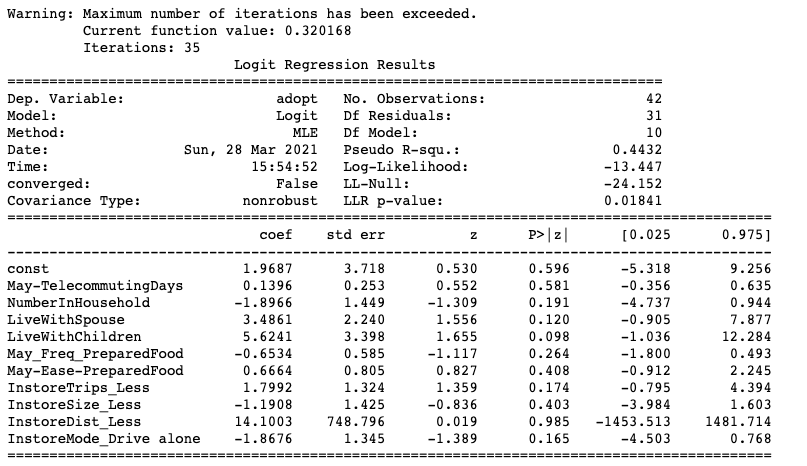 Warning: Maximum number of iterations has been exceeded.
         Current function value: 0.320168
         Iterations: 35
                           Logit Regression Results
==============================================================================
Dep. Variable:                  adopt   No. Observations:                   42
Model:                          Logit   Df Residuals:                       31
Method:                           MLE   Df Model:                           10
Date:                Sun, 28 Mar 2021   Pseudo R-squ.:                  0.4432
Time:                        15:54:52   Log-Likelihood:                -13.447
converged:                      False   LL-Null:                       -24.152
Covariance Type:            nonrobust   LLR p-value:                   0.01841
===========================================================================================
                              coef    std err          z      P>|z|      [0.025      0.975]
-------------------------------------------------------------------------------------------
const                       1.9687      3.718      0.530      0.596      -5.318       9.256
May-TelecommutingDays       0.1396      0.253      0.552      0.581      -0.356       0.635
NumberInHousehold          -1.8966      1.449     -1.309      0.191      -4.737       0.944
LiveWithSpouse              3.4861      2.240      1.556      0.120      -0.905       7.877
LiveWithChildren            5.6241      3.398      1.655      0.098      -1.036      12.284
May_Freq_PreparedFood      -0.6534      0.585     -1.117      0.264      -1.800       0.493
May-Ease-PreparedFood       0.6664      0.805      0.827      0.408      -0.912       2.245
InstoreTrips_Less           1.7992      1.324      1.359      0.174      -0.795       4.394
InstoreSize_Less           -1.1908      1.425     -0.836      0.403      -3.984       1.603
InstoreDist_Less           14.1003    748.796      0.019      0.985   -1453.513    1481.714
InstoreMode_Drive alone    -1.8676      1.345     -1.389      0.165      -4.503       0.768
===========================================================================================